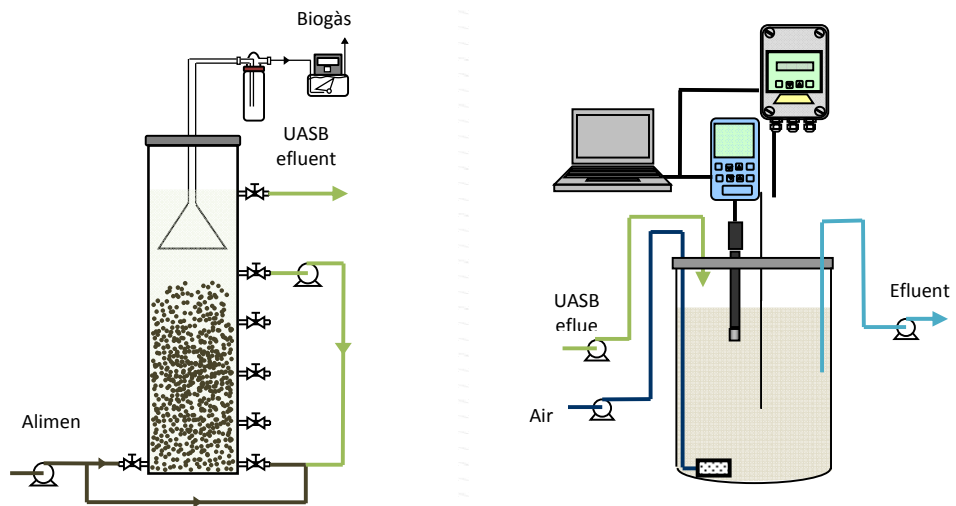 Biogàs
UASB
efluent
Alimen
UASB
eflue
Air
Efluent